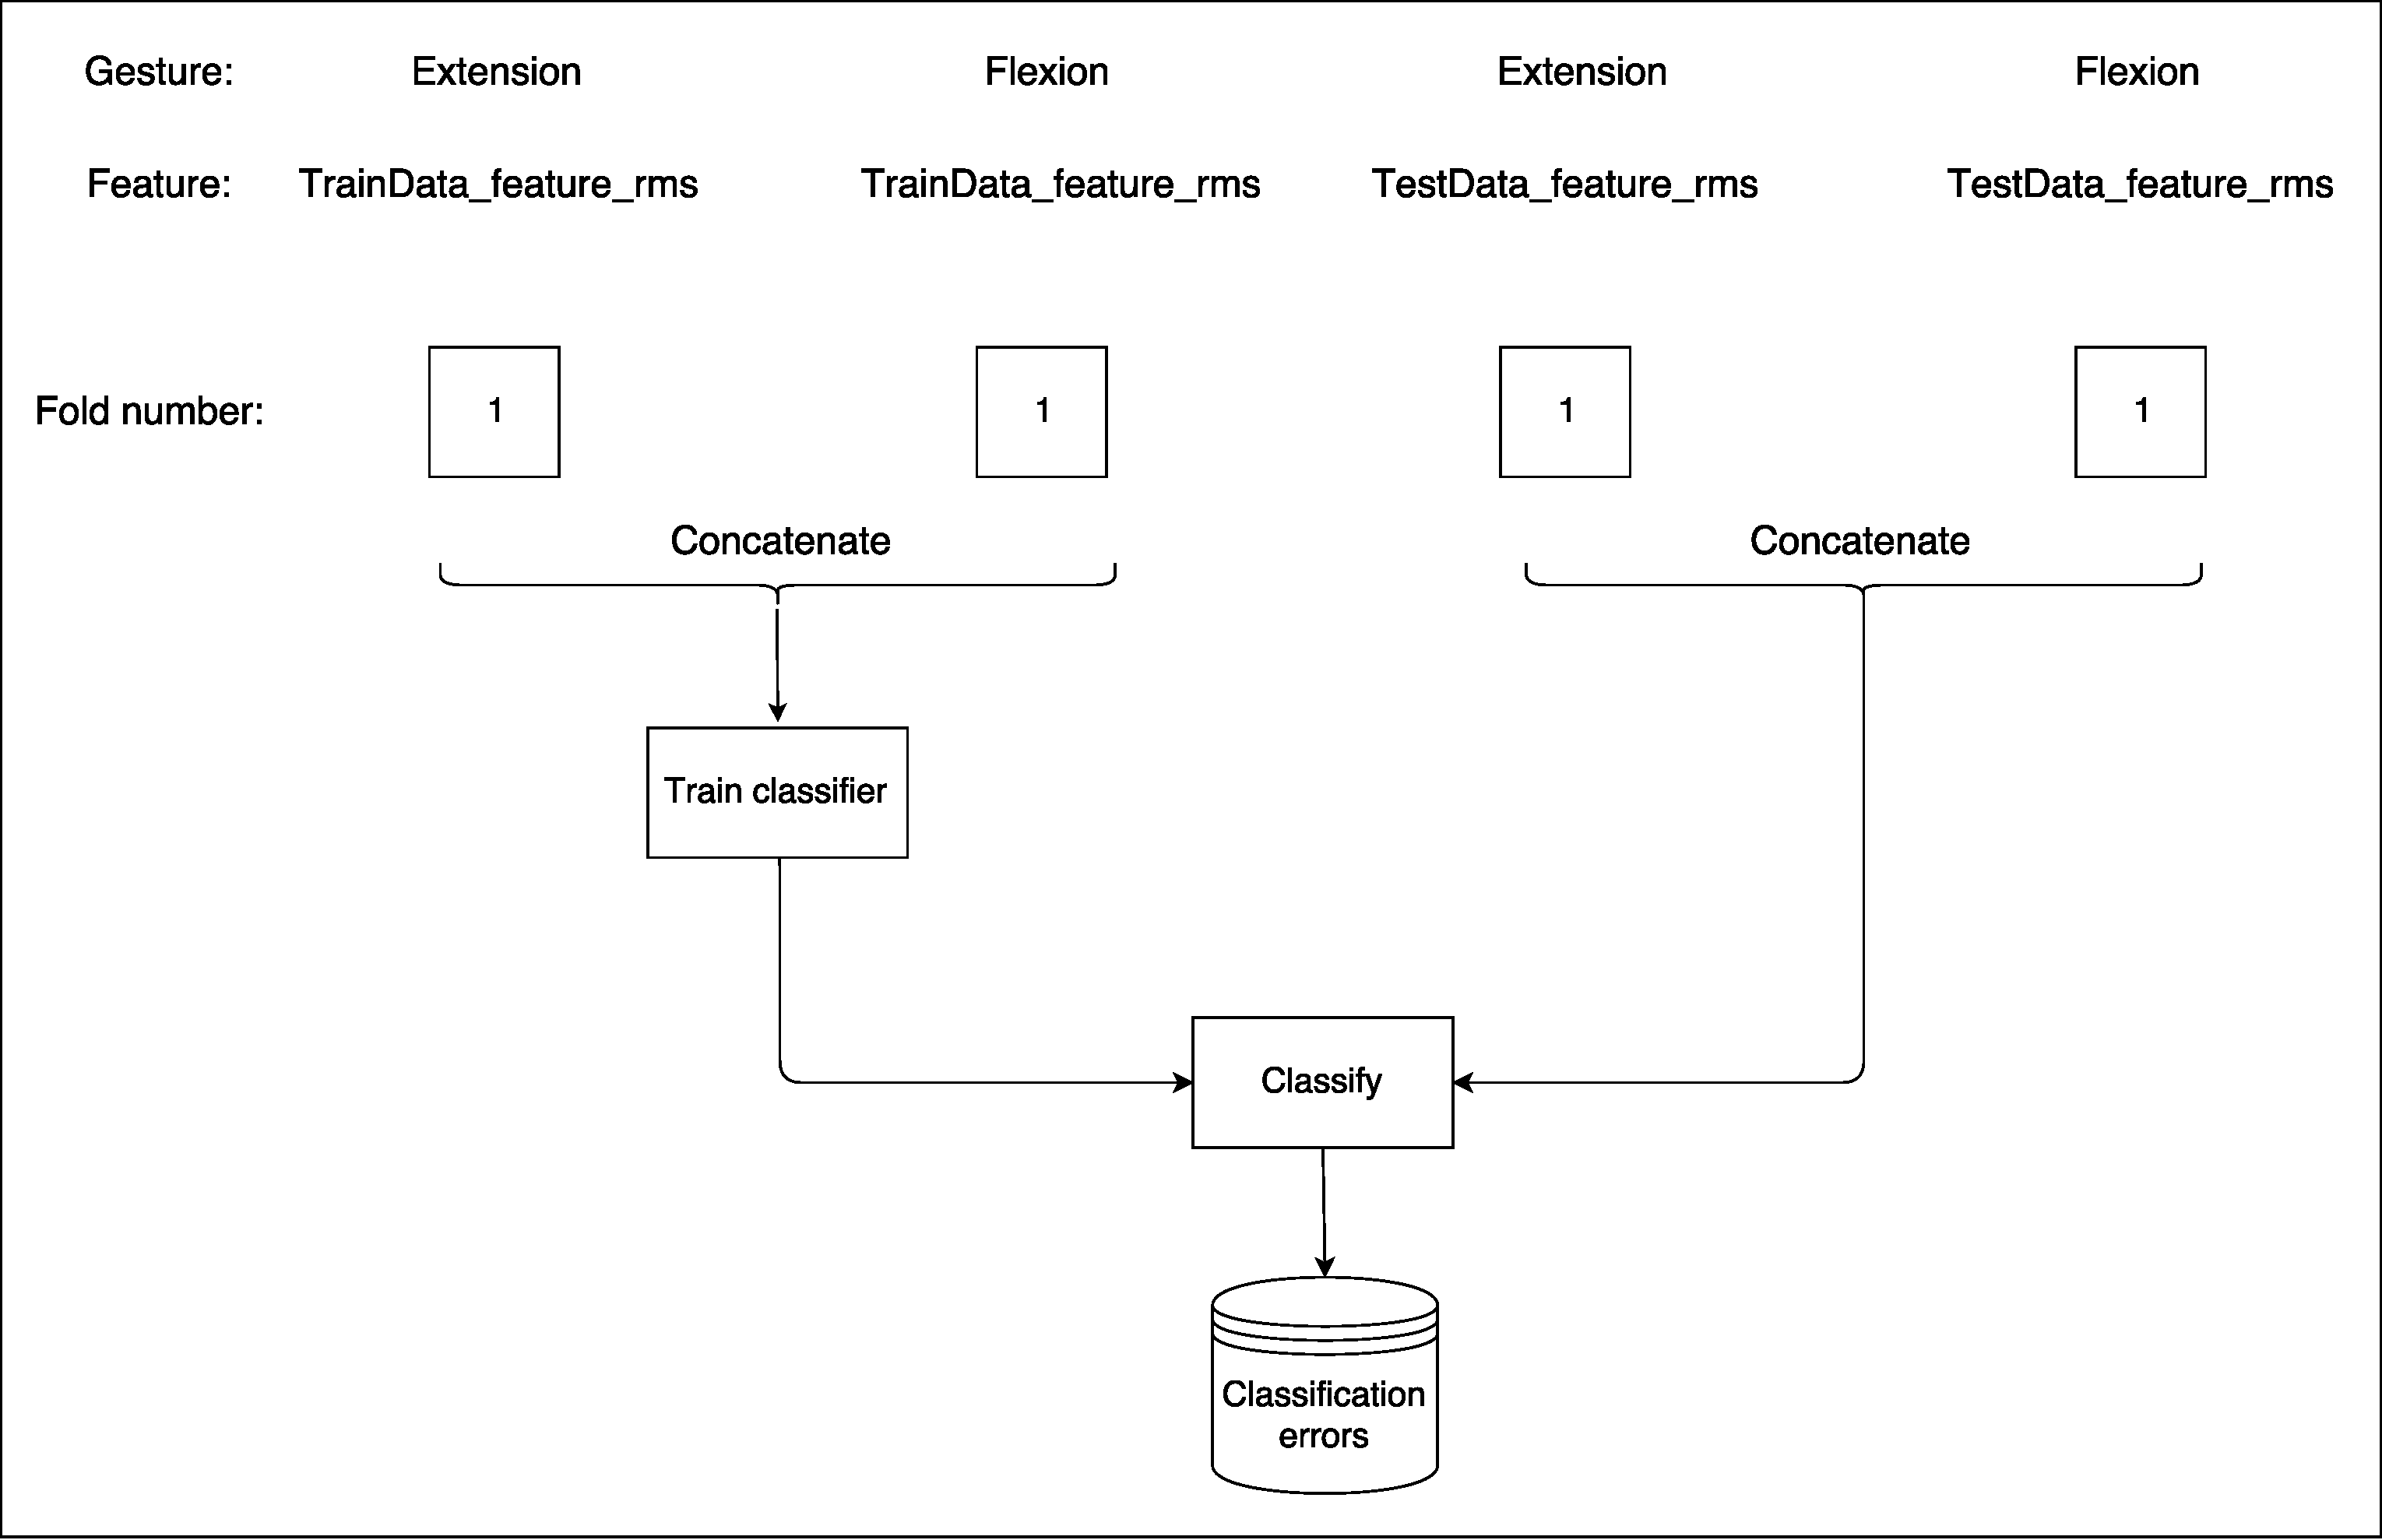 Gesture: Extension Flexion Extension Flexion
Feature: TrainData_feature_rms TrainData_feature_rms TestData_feature_rms TestData_feature_rms
Fold number: 1 1 1 1
Concatenate Concatenate
Train classifier
Classify
Classification
errors